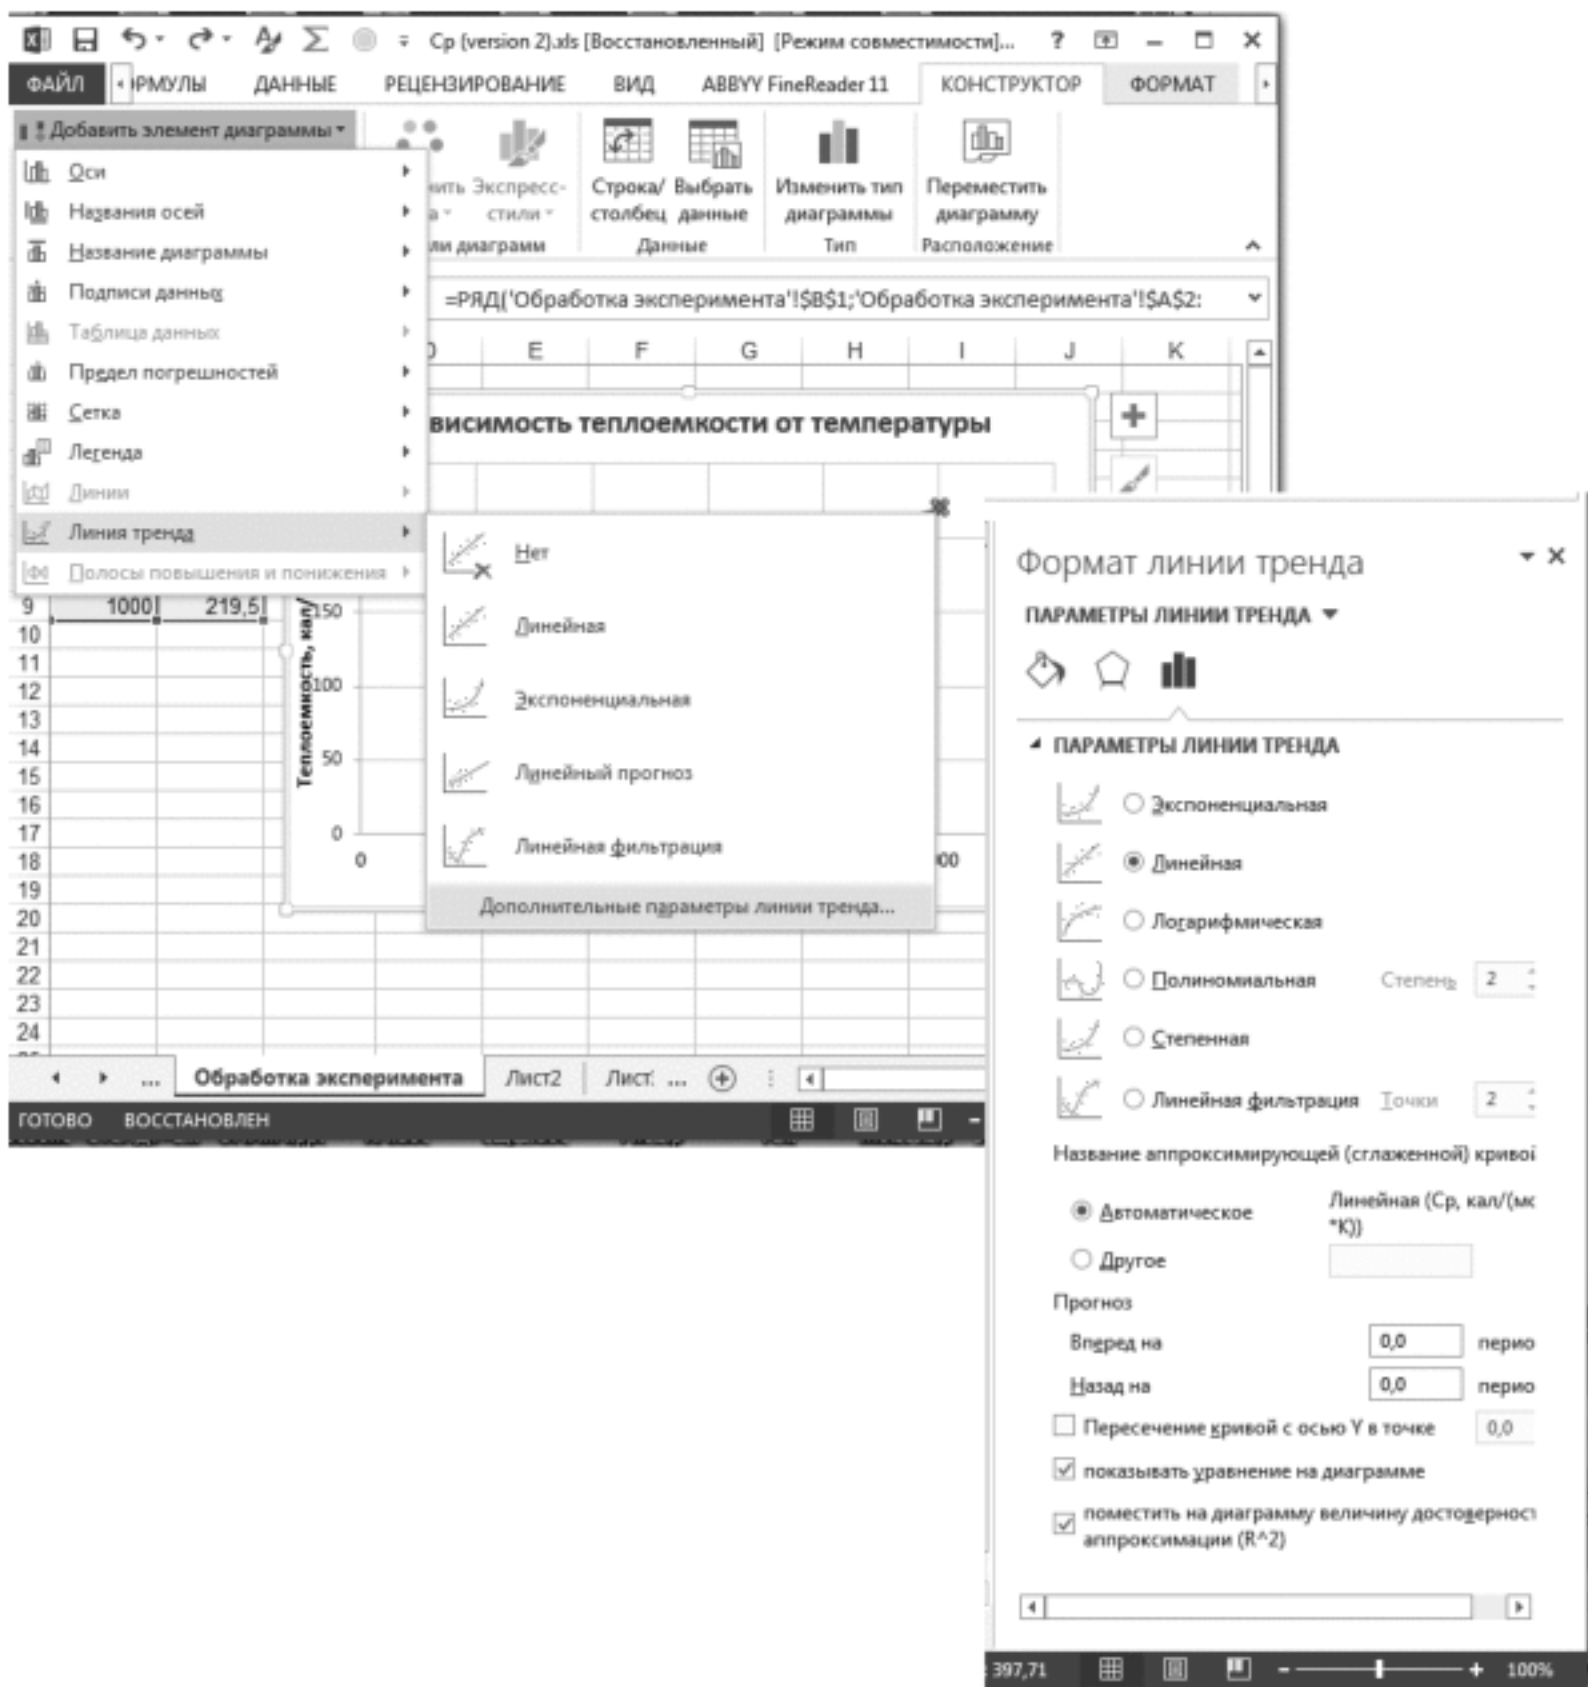 Cp (version 2).xls [Восстановленный] [Режим совместимости]... ?
ФАЙЛ РМУЛЫ ДАННЫЕ РЕЦЕНЗИРОВАНИЕ ВИД ABBYY FineReader 11 КОНСТРУКТОР ФОРМАТ
Добавить элемент диаграммы
Оси
Названия осей
Название диаграммы
Подписи данных
Таблица данных
Предел погрешностей
Сетка
Легенда
Линии
Линия тренда
Полосы повышения и понижения
нить Экспресс-
а стили
ли диаграмм
Строка/ Выбрать
столбец данные
Данные
Изменить тип
диаграммы
Тип
Переместить
диаграмму
Расположение
=РЯД('Обработка эксперимента'!$B$1;'Обработка эксперимента'!$A$2:
E F G H I J K
висимость теплоемкости от температуры
Нет
Линейная
Экспоненциальная
Линейный прогноз
Линейная фильтрация
Дополнительные параметры линии тренда...
9 1000 219,5
10
11
12
13
14
15
16
17
18
19
20
21
22
23
24
Теплоемкость, кал/
150
100
50
0
0
00
... Обработка эксперимента Лист2 Лист ...
ГОТОВО ВОССТАНОВЛЕН
Формат линии тренда
ПАРАМЕТРЫ ЛИНИИ ТРЕНДА
ПАРАМЕТРЫ ЛИНИИ ТРЕНДА
Экспоненциальная
Линейная
Логарифмическая
Полиномиальная Степень 2
Степенная
Линейная фильтрация Точки 2
Название аппроксимирующей (сглаженной) кривой
Автоматическое Линейная (Cp, кал/(мс
*K))
Другое
Прогноз
Вперед на 0,0 перио
Назад на 0,0 перио
Пересечение кривой с осью Y в точке 0,0
показывать уравнение на диаграмме
поместить на диаграмму величину достоверност
аппроксимации (R^2)
397,71 100%